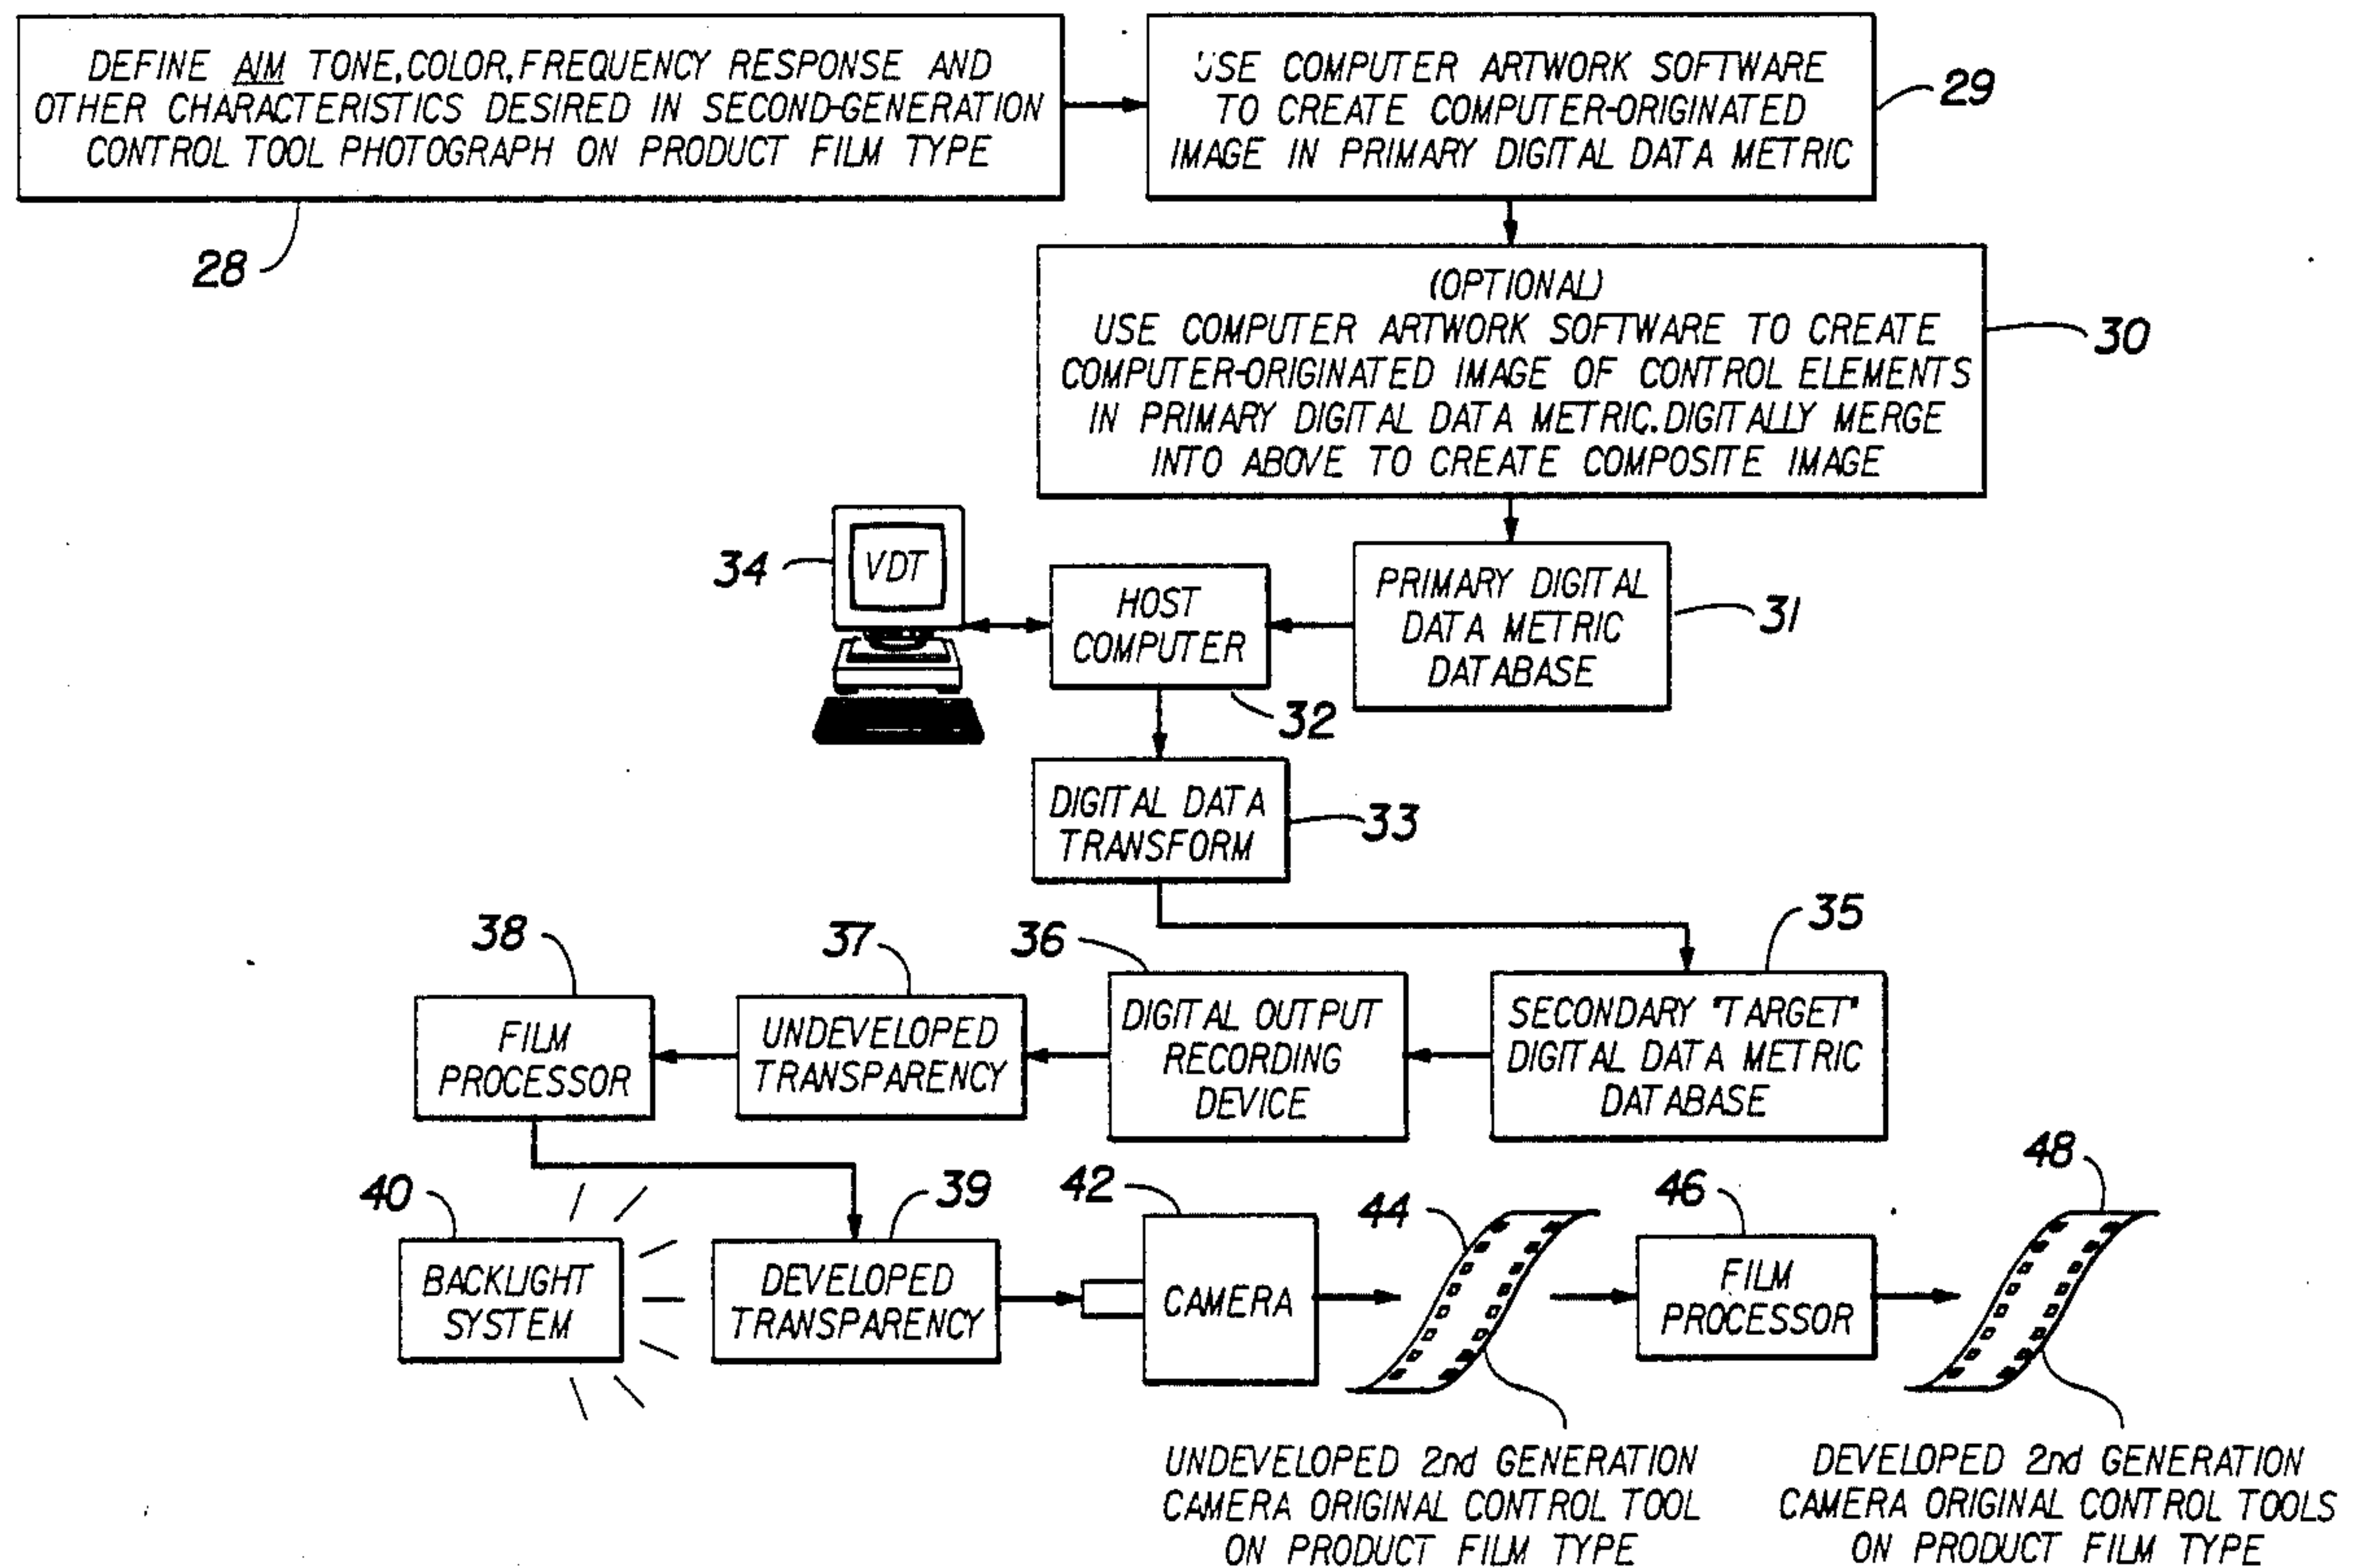 DEFINE AIM TONE, COLOR, FREQUENCY RESPONSE AND
OTHER CHARACTERISTICS DESIRED IN SECOND-GENERATION
CONTROL TOOL PHOTOGRAPH ON PRODUCT FILM TYPE
28
USE COMPUTER ARTWORK SOFTWARE
TO CREATE COMPUTER-ORIGINATED
IMAGE IN PRIMARY DIGITAL DATA METRIC
29
(OPTIONAL)
USE COMPUTER ARTWORK SOFTWARE TO CREATE
COMPUTER-ORIGINATED IMAGE OF CONTROL ELEMENTS
IN PRIMARY DIGITAL DATA METRIC. DIGITALLY MERGE
INTO ABOVE TO CREATE COMPOSITE IMAGE
30
34
VDT
HOST
COMPUTER
32
PRIMARY DIGITAL
DATA METRIC
DATABASE
31
DIGITAL DATA
TRANSFORM
33
38
FILM
PROCESSOR
37
UNDEVELOPED
TRANSPARENCY
36
DIGITAL OUTPUT
RECORDING
DEVICE
35
SECONDARY "TARGET"
DIGITAL DATA METRIC
DATABASE
40
BACKLIGHT
SYSTEM
39
DEVELOPED
TRANSPARENCY
42
CAMERA
44
46
FILM
PROCESSOR
48
UNDEVELOPED 2nd GENERATION
CAMERA ORIGINAL CONTROL TOOL
ON PRODUCT FILM TYPE
DEVELOPED 2nd GENERATION
CAMERA ORIGINAL CONTROL TOOLS
ON PRODUCT FILM TYPE